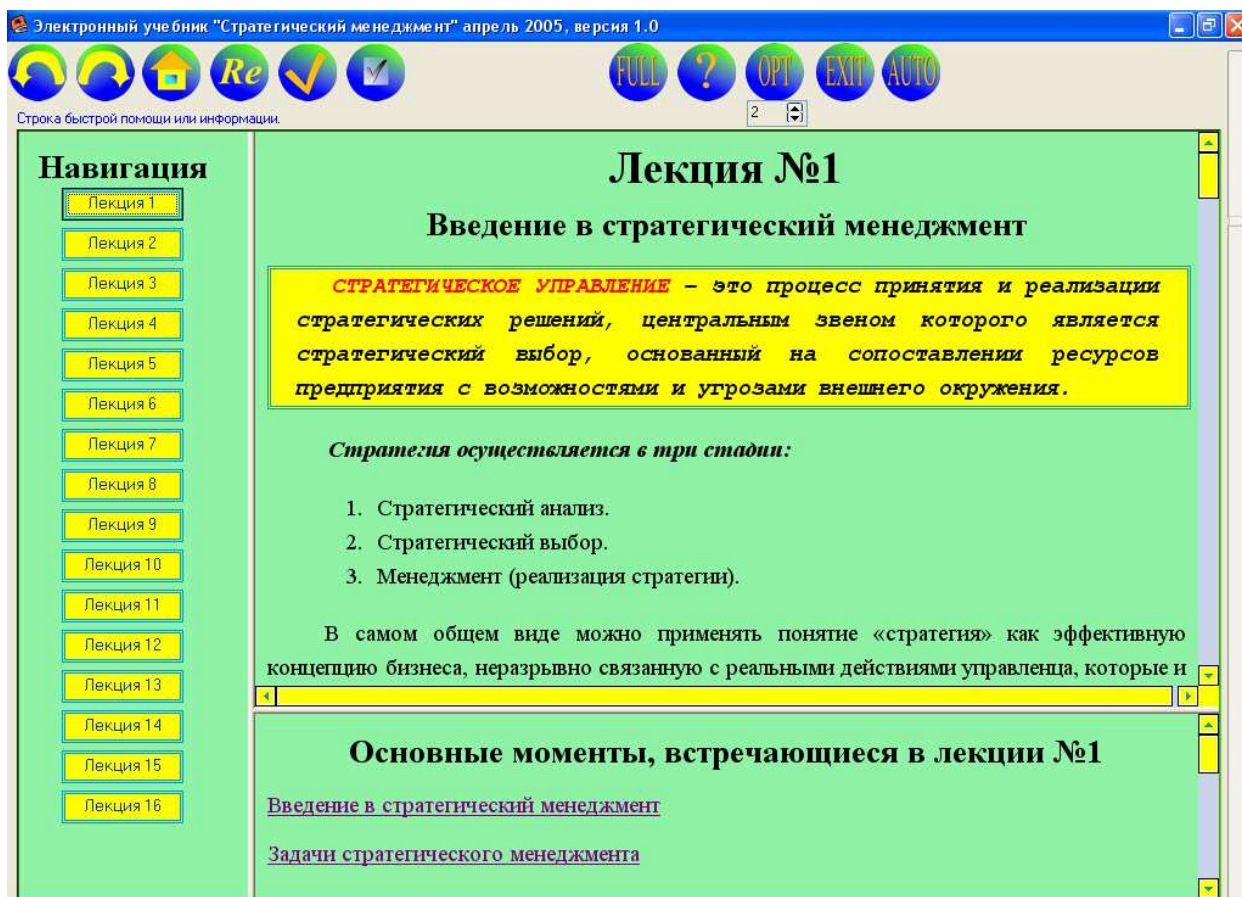 Электронный учебник "Стратегический менеджмент" апрель 2005, версия 1.0
Re
FULL
?
OPT
EXIT
AUTO
2
Строка быстрой помощи или информации.
Навигация
Лекция 1
Лекция 2
Лекция 3
Лекция 4
Лекция 5
Лекция 6
Лекция 7
Лекция 8
Лекция 9
Лекция 10
Лекция 11
Лекция 12
Лекция 13
Лекция 14
Лекция 15
Лекция 16
Лекция №1
Введение в стратегический менеджмент
СТРАТЕГИЧЕСКОЕ УПРАВЛЕНИЕ – это процесс принятия и реализации
стратегических решений, центральным звеном которого является
стратегический выбор, основанный на сопоставлении ресурсов
предприятия с возможностями и угрозами внешнего окружения.
Стратегия осуществляется в три стадии:
1. Стратегический анализ.
2. Стратегический выбор.
3. Менеджмент (реализация стратегии).
В самом общем виде можно применять понятие «стратегия» как эффективную
концепцию бизнеса, неразрывно связанную с реальными действиями управленца, которые и
Основные моменты, встречающиеся в лекции №1
Введение в стратегический менеджмент
Задачи стратегического менеджмента